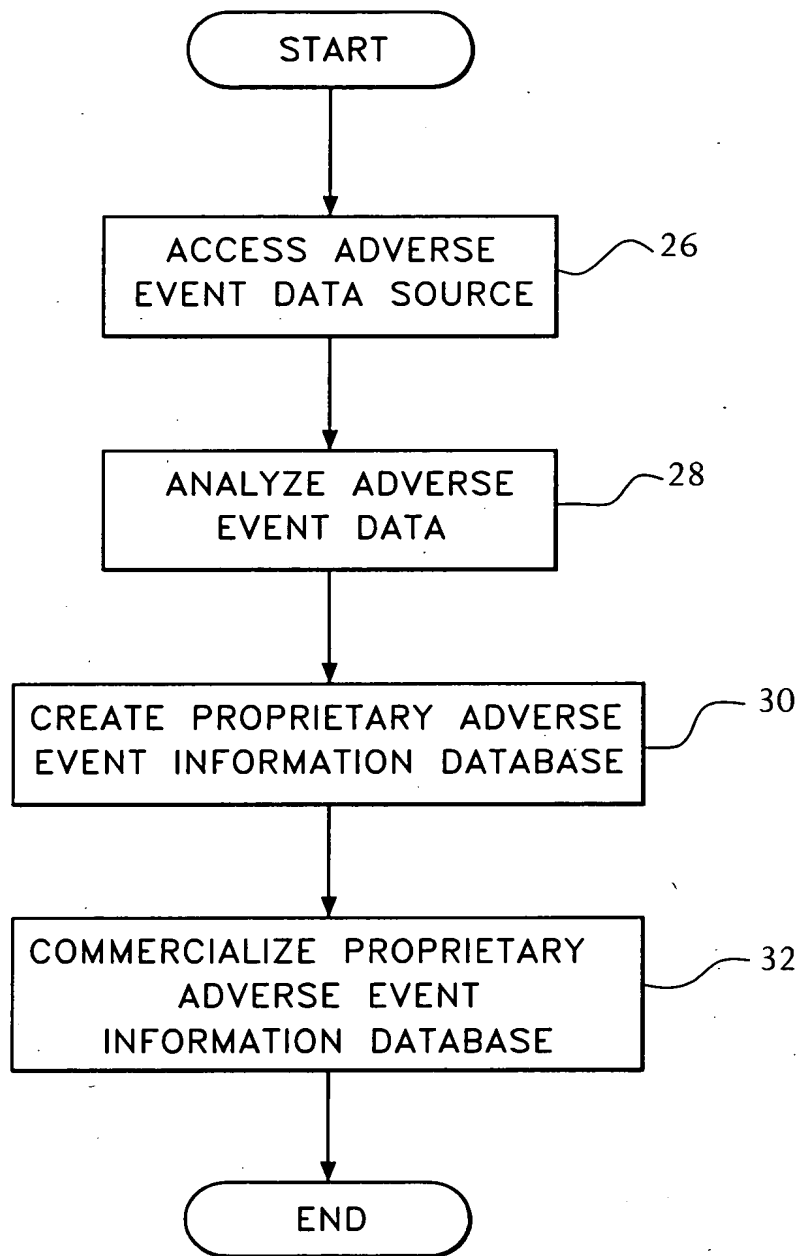 START
ACCESS ADVERSE
EVENT DATA SOURCE
26
ANALYZE ADVERSE
EVENT DATA
28
CREATE PROPRIETARY ADVERSE
EVENT INFORMATION DATABASE
30
COMMERCIALIZE PROPRIETARY
ADVERSE EVENT
INFORMATION DATABASE
32
END